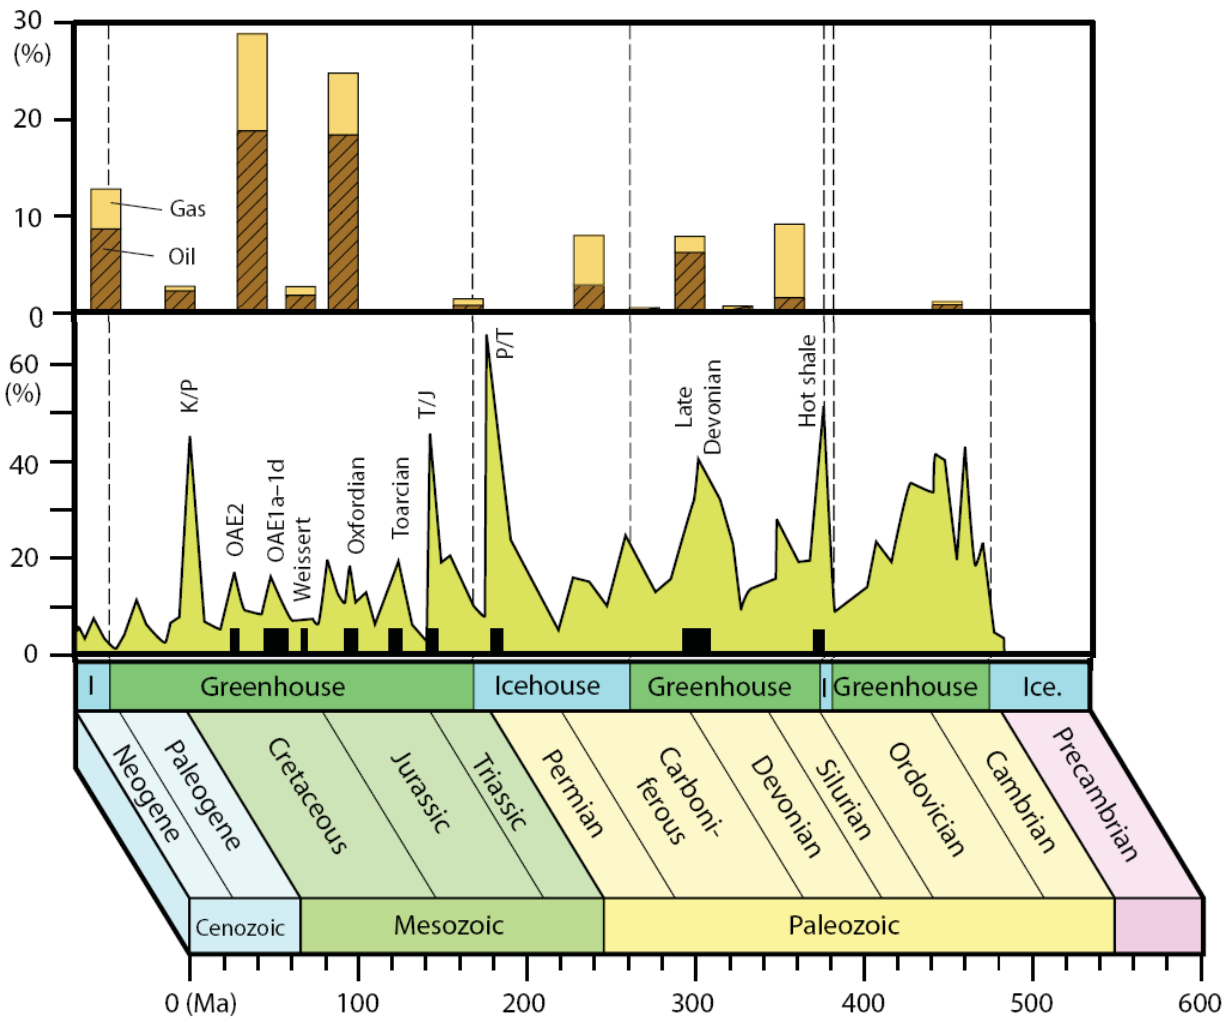 30
(%)
20
10
0
Gas
Oil
60
(%)
40
20
0
K/P
OAE2
OAE1a–1d
Weissert
Oxfordian
Toarcian
T/J
P/T
Late
Devonian
Hot shale
I
Greenhouse
Icehouse
Greenhouse
I
Greenhouse
Ice.
Neogene
Paleogene
Cretaceous
Jurassic
Triassic
Permian
Carboni-
ferous
Devonian
Silurian
Ordovician
Cambrian
Precambrian
Cenozoic
Mesozoic
Paleozoic
0 (Ma)
100
200
300
400
500
600